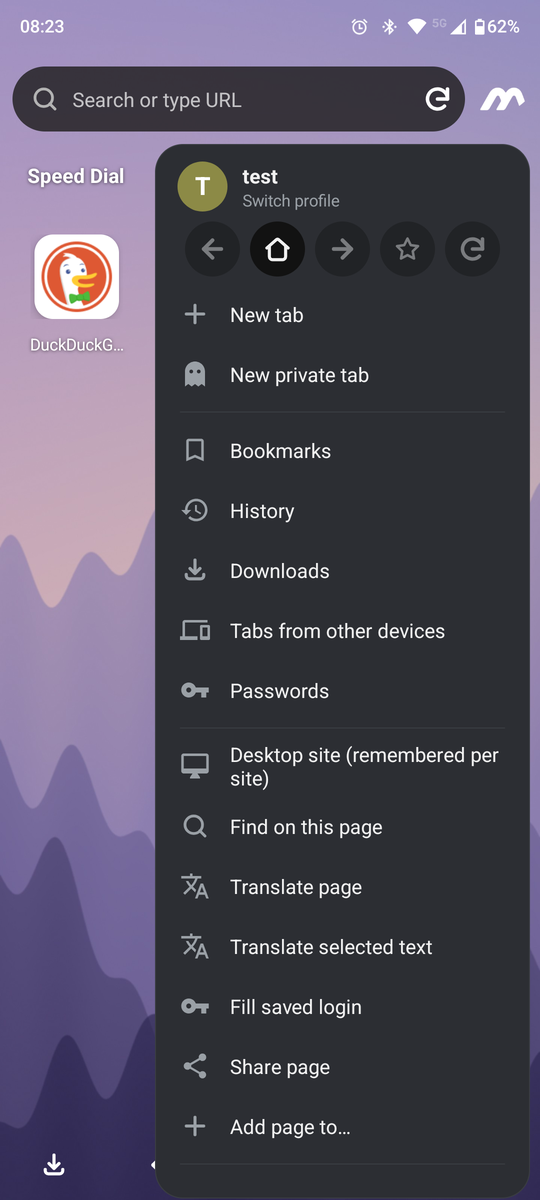 08:23
5G
62%
Search or type URL
Speed Dial
DuckDuckG...
T
test
Switch profile
New tab
New private tab
Bookmarks
History
Downloads
Tabs from other devices
Passwords
Desktop site (remembered per
site)
Find on this page
Translate page
Translate selected text
Fill saved login
Share page
Add page to...